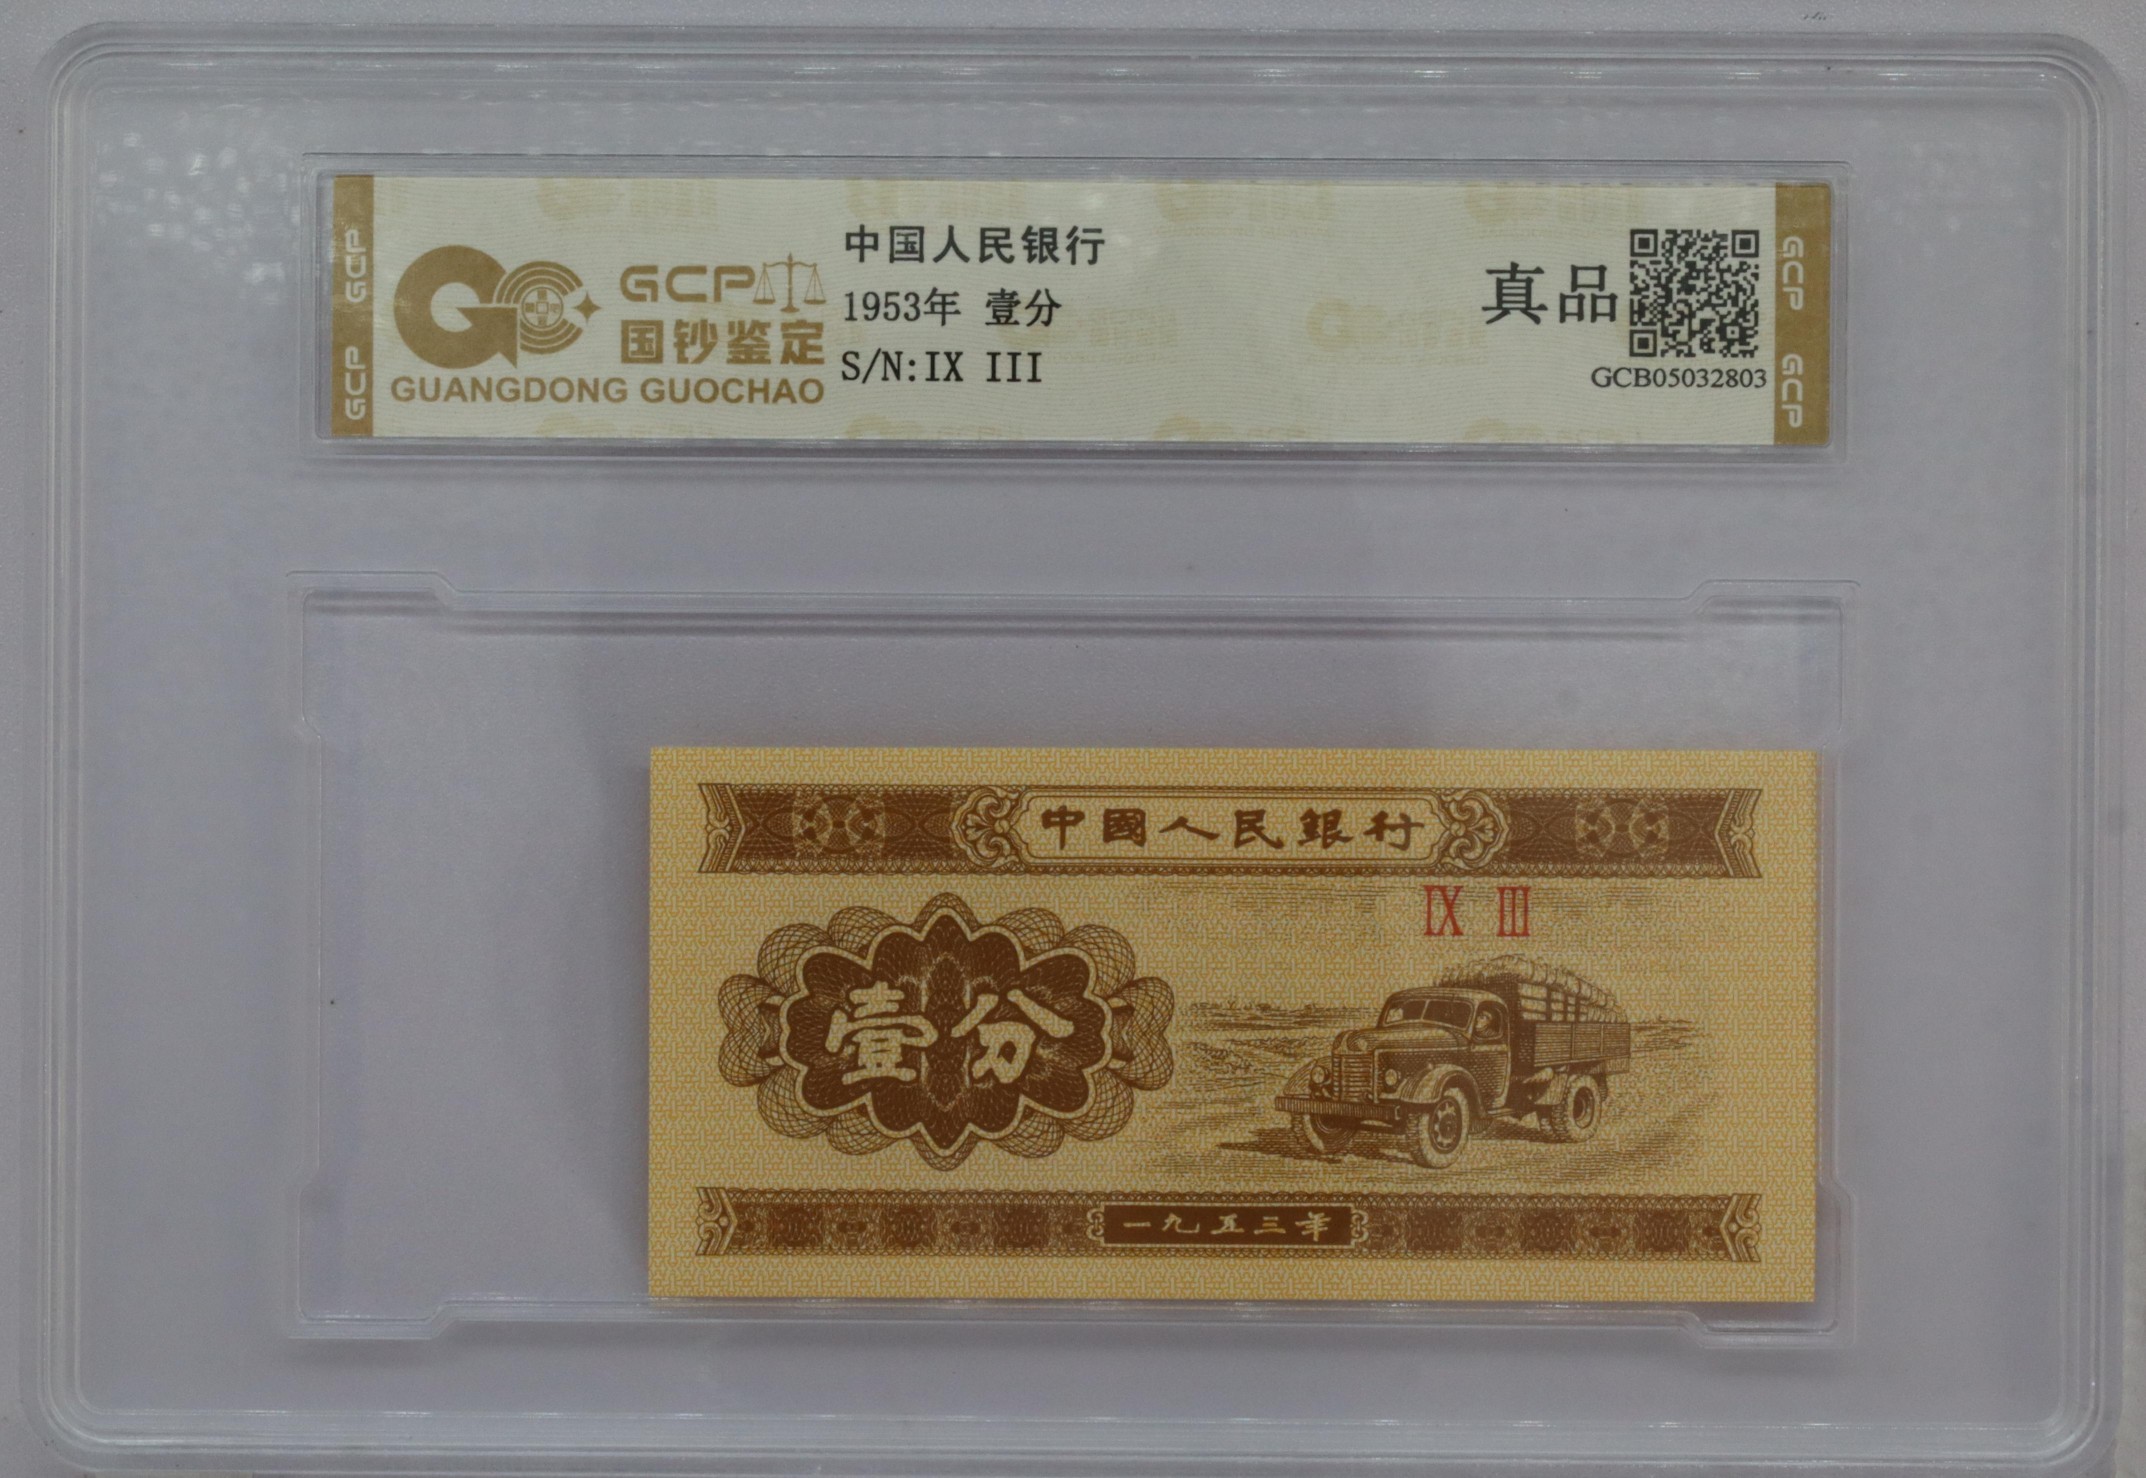 GCP GCP
GCP
国钞鉴定
GUANGDONG GUOCHAO
中国人民银行
1953年 壹分
S/N:IX III
真品
GCB05032803
GCP GCP
中國人民銀行
IX III
壹分
一九五三年